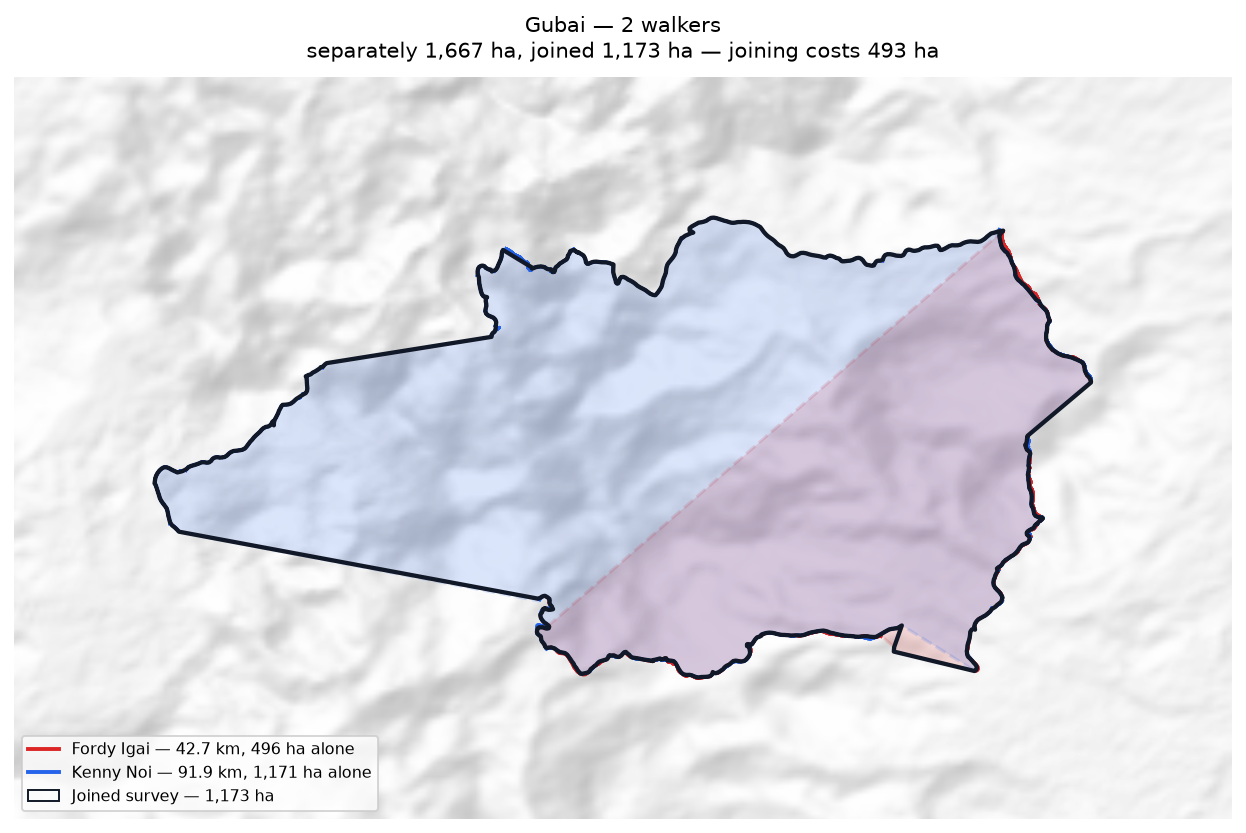 Gubai — 2 walkers
separately 1,667 ha, joined 1,173 ha — joining costs 493 ha
Fordy Igai — 42.7 km, 496 ha alone
Kenny Noi — 91.9 km, 1,171 ha alone
Joined survey — 1,173 ha